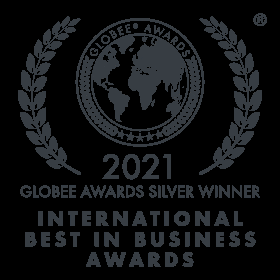 GLOBEE® AWARDS
®
2021
GLOBEE AWARDS SILVER WINNER
INTERNATIONAL
BEST IN BUSINESS
AWARDS